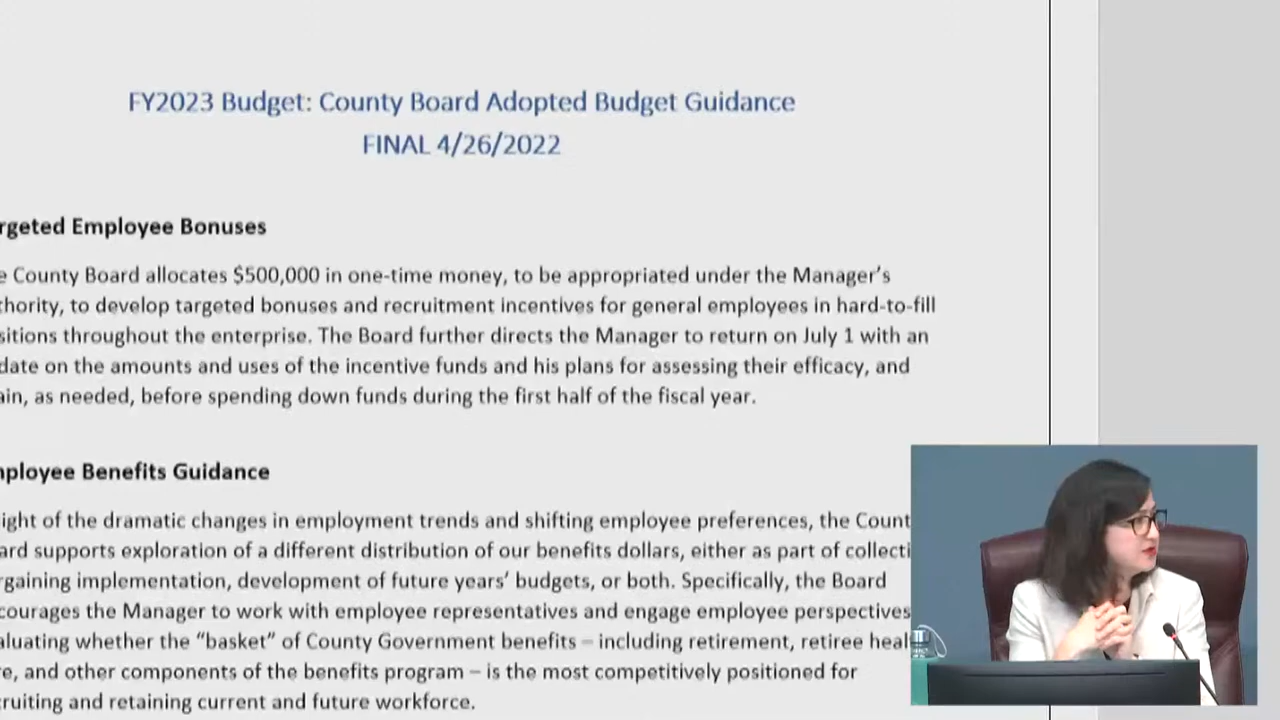 FY2023 Budget: County Board Adopted Budget Guidance
FINAL 4/26/2022
rgeted Employee Bonuses
e County Board allocates $500,000 in one-time money, to be appropriated under the Manager's
thority, to develop targeted bonuses and recruitment incentives for general employees in hard-to-fill
sitions throughout the enterprise. The Board further directs the Manager to return on July 1 with an
date on the amounts and uses of the incentive funds and his plans for assessing their efficacy, and
ain, as needed, before spending down funds during the first half of the fiscal year.
nployee Benefits Guidance
ight of the dramatic changes in employment trends and shifting employee preferences, the Count
ard supports exploration of a different distribution of our benefits dollars, either as part of collecti
rgaining implementation, development of future years' budgets, or both. Specifically, the Board
courages the Manager to work with employee representatives and engage employee perspectives
aluating whether the "basket" of County Government benefits – including retirement, retiree heal
re, and other components of the benefits program – is the most competitively positioned for
cruiting and retaining current and future workforce.